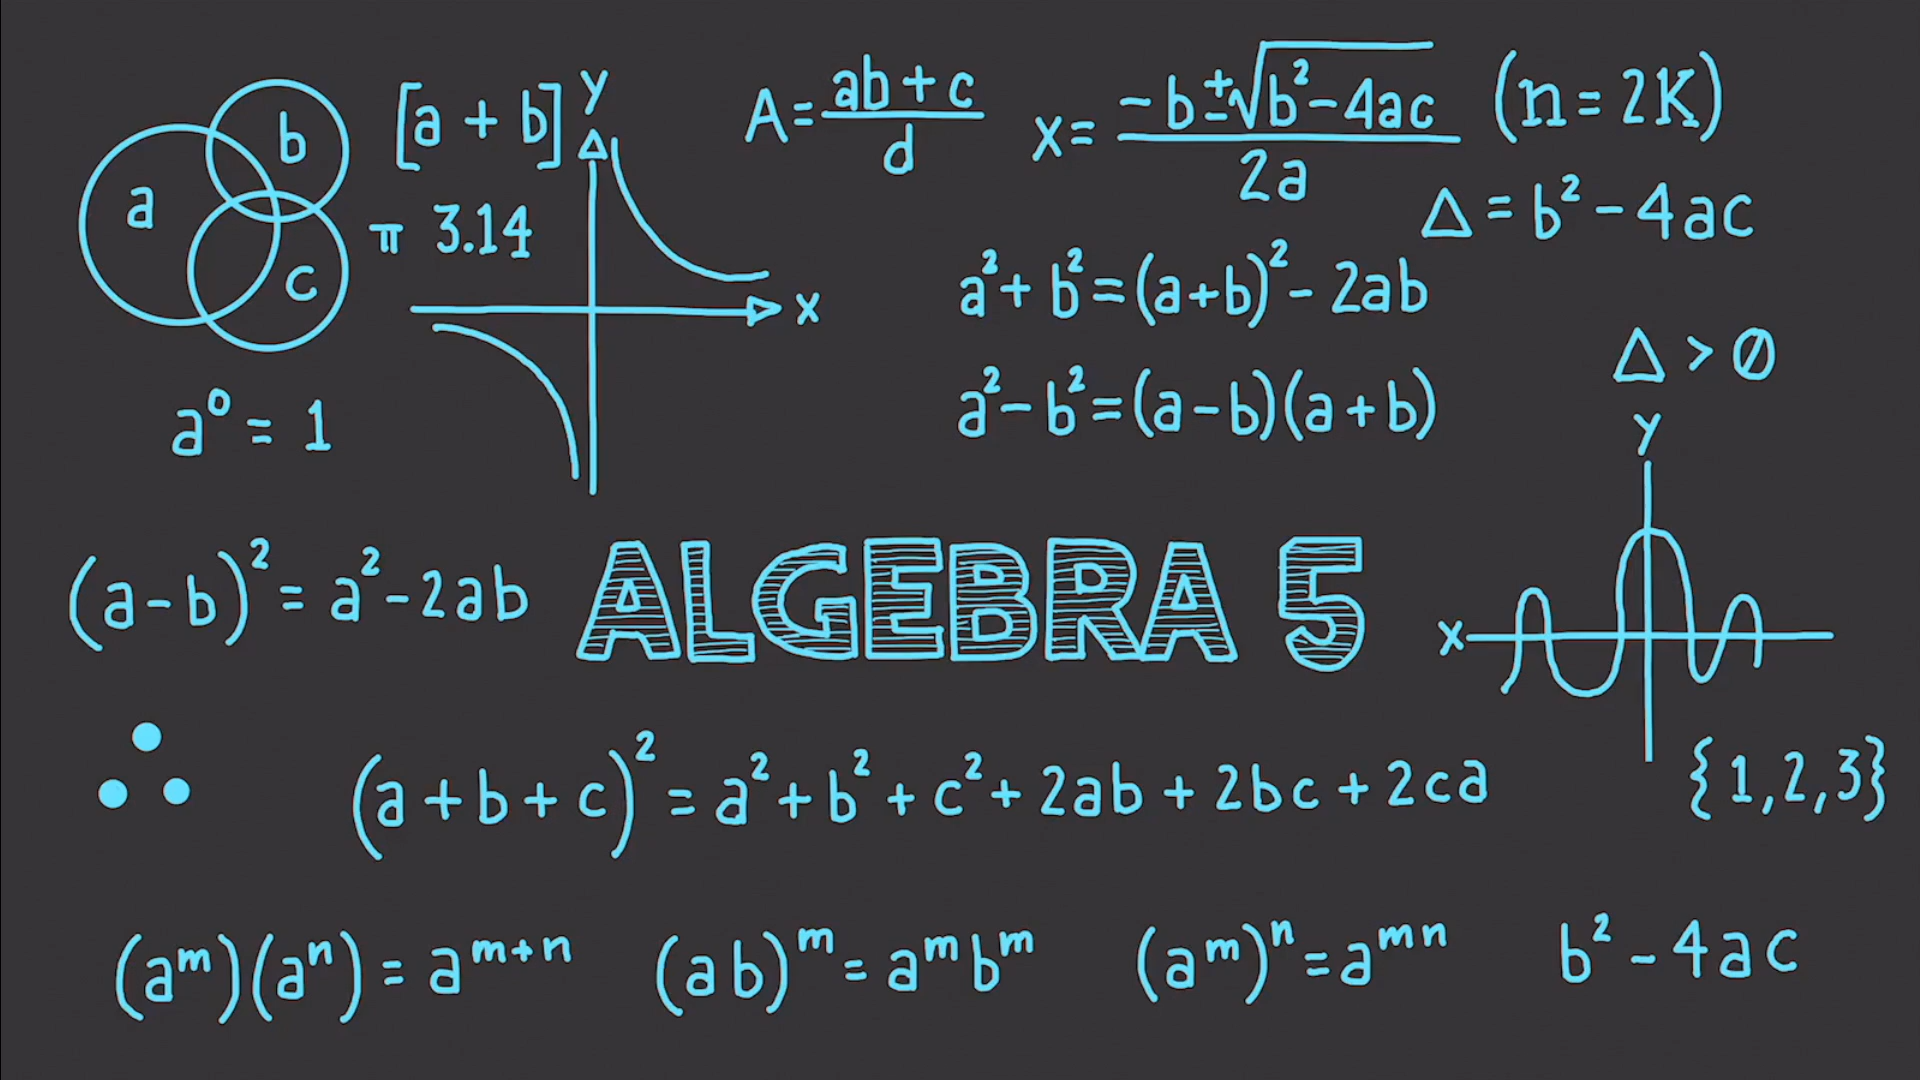 a
b
c
[a + b]
π 3.14
Y
X
a⁰ = 1
A = (ab + c)/d
x = (-b ± √(b² - 4ac))/(2a)
(n = 2K)
Δ = b² - 4ac
a² + b² = (a+b)² - 2ab
a² - b² = (a-b)(a+b)
Δ > 0
Y
X
(a-b)² = a² - 2ab
ALGEBRA 5
∴
(a+b+c)² = a² + b² + c² + 2ab + 2bc + 2ca
{1,2,3}
(aᵐ)(aⁿ) = aᵐ⁺ⁿ
(ab)ᵐ = aᵐbᵐ
(aᵐ)ⁿ = aᵐⁿ
b² - 4ac